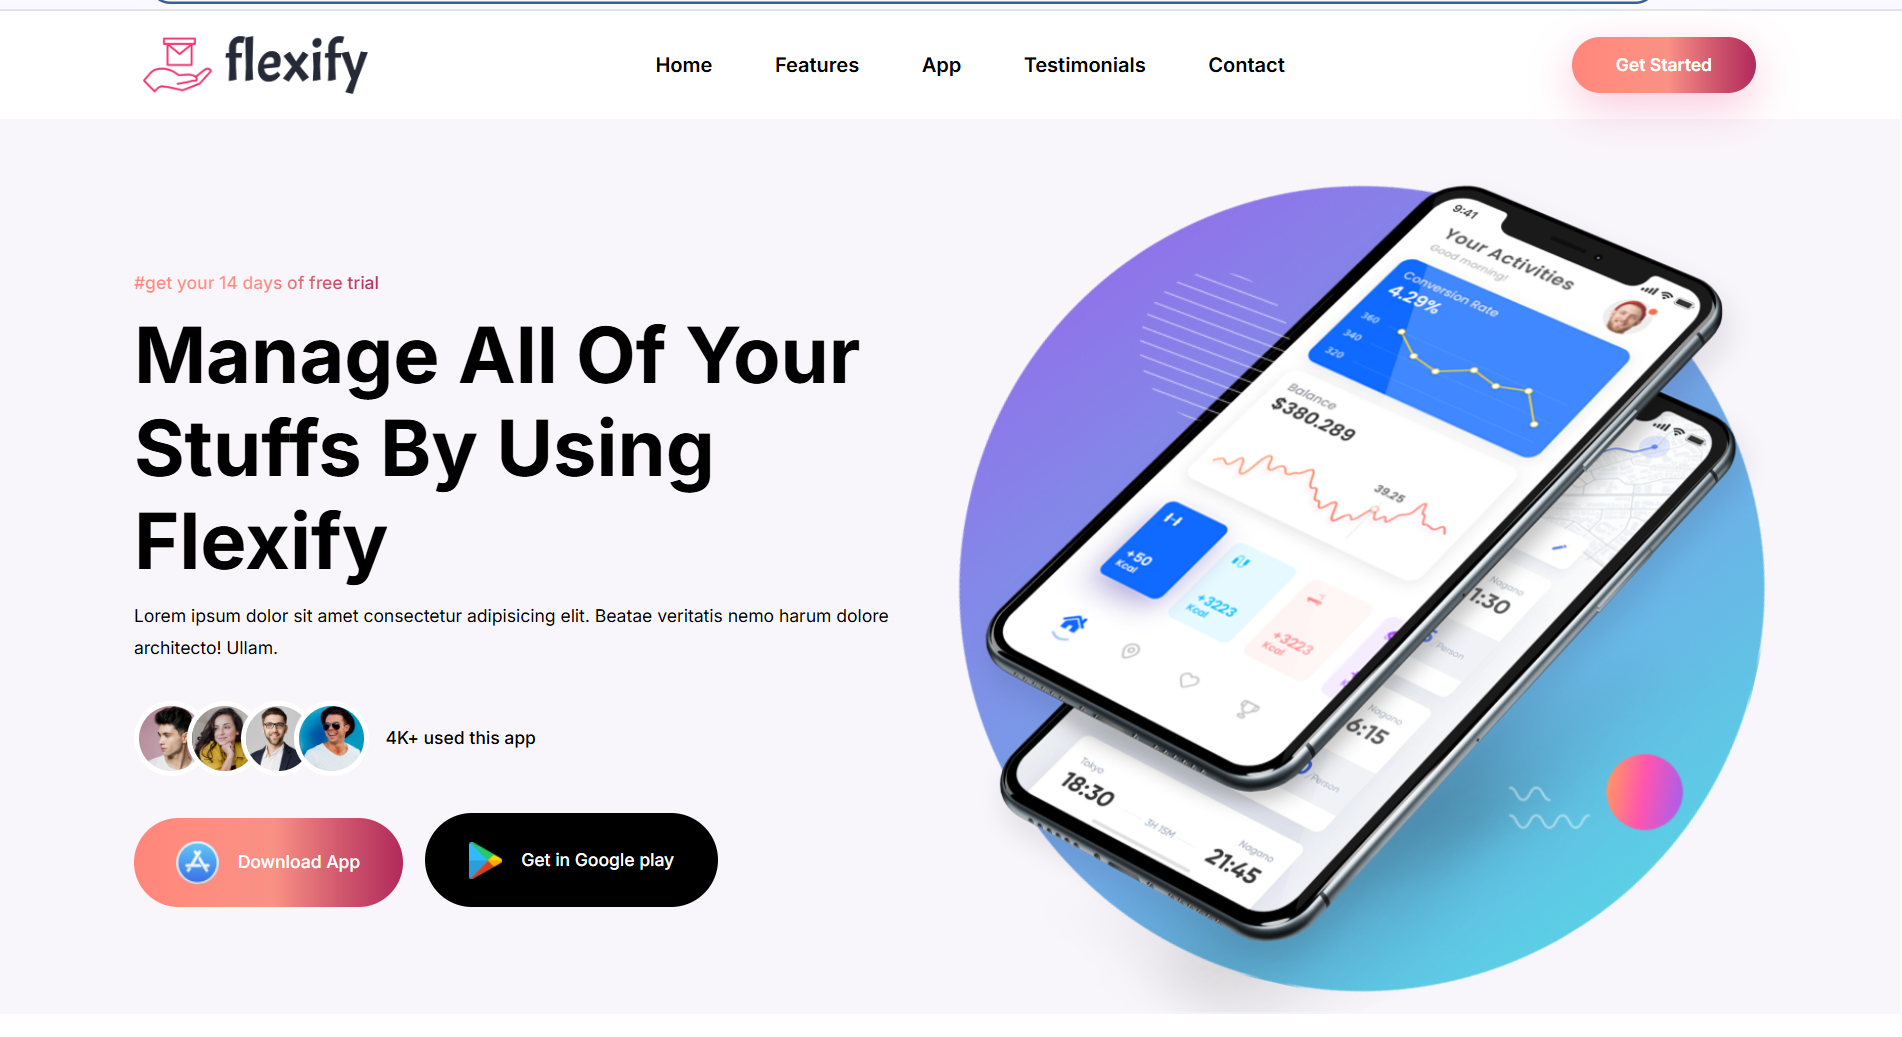 flexify
Home
Features
App
Testimonials
Contact
Get Started
#get your 14 days of free trial
Manage All Of Your
Stuffs By Using
Flexify
Lorem ipsum dolor sit amet consectetur adipisicing elit. Beatae veritatis nemo harum dolore
architecto! Ullam.
4K+ used this app
Download App
Get in Google play
9:41
Your Activities
Good morning!
Conversion Rate
4.29%
360
340
320
Balance
$380.289
39.25
+50
Kcal
+3223
Kcal
+3223
Kcal
Nagano
1:30
/Person
Nagano
6:15
/Person
Tokyo
18:30
3H 15M
Nagano
21:45